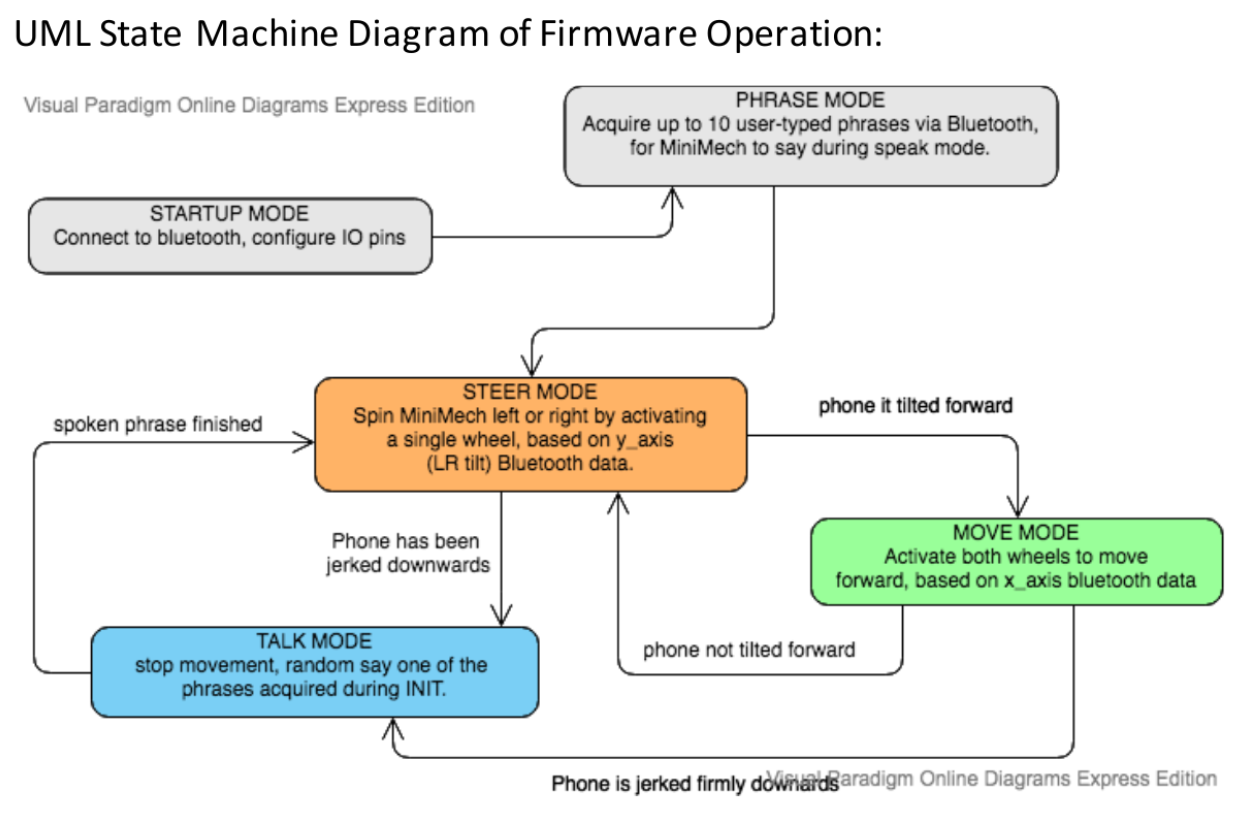 UML State Machine Diagram of Firmware Operation:
Visual Paradigm Online Diagrams Express Edition
PHRASE MODE
Acquire up to 10 user-typed phrases via Bluetooth,
for MiniMech to say during speak mode.
STARTUP MODE
Connect to bluetooth, configure IO pins
STEER MODE
Spin MiniMech left or right by activating
a single wheel, based on y_axis
(LR tilt) Bluetooth data.
phone it tilted forward
spoken phrase finished
MOVE MODE
Activate both wheels to move
forward, based on x_axis bluetooth data
Phone has been
jerked downwards
TALK MODE
stop movement, random say one of the
phrases acquired during INIT.
phone not tilted forward
Phone is jerked firmly downards
Visual Paradigm Online Diagrams Express Edition